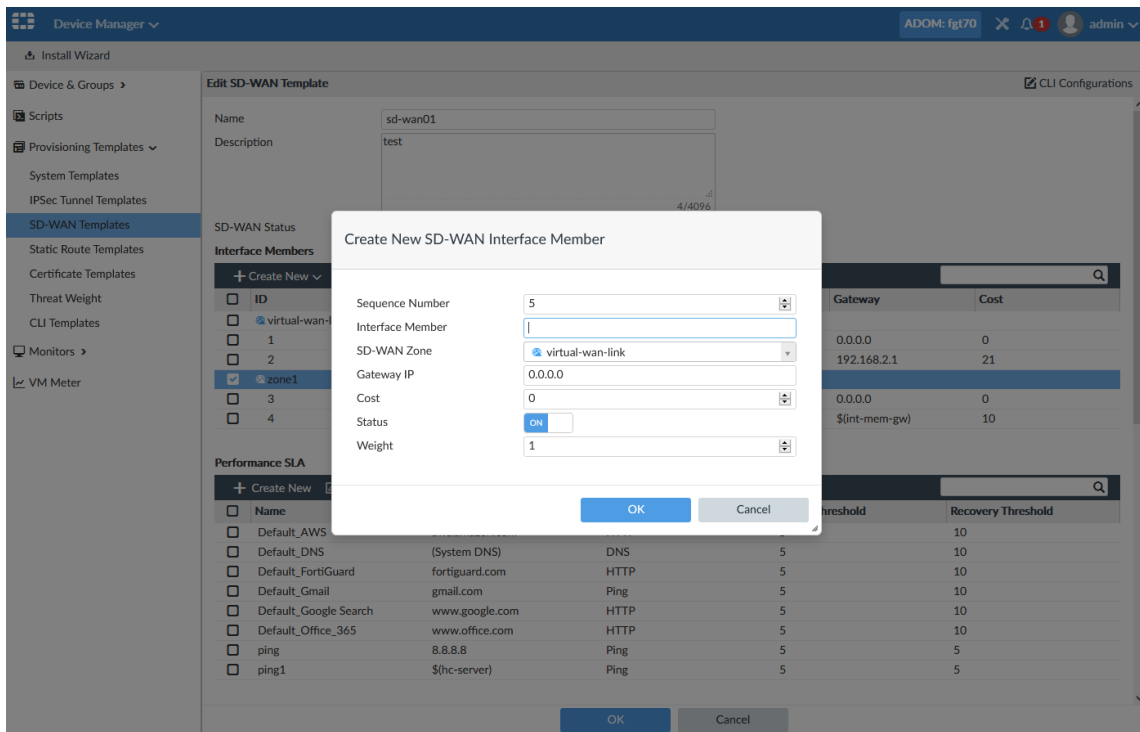 Device Manager
ADOM: fgt70
1
admin
Install Wizard
Device & Groups
Scripts
Provisioning Templates
System Templates
IPSec Tunnel Templates
SD-WAN Templates
Static Route Templates
Certificate Templates
Threat Weight
CLI Templates
Monitors
VM Meter
Edit SD-WAN Template
CLI Configurations
Name sd-wan01
Description test
4/4096
SD-WAN Status
Interface Members
Create New
ID Gateway Cost
virtual-wan-l
1 0.0.0.0 0
2 192.168.2.1 21
zone1
3 0.0.0.0 0
4 $(int-mem-gw) 10
Create New SD-WAN Interface Member
Sequence Number 5
Interface Member
SD-WAN Zone virtual-wan-link
Gateway IP 0.0.0.0
Cost 0
Status ON
Weight 1
OK Cancel
Performance SLA
Create New
Name Recovery Threshold
Default_AWS 10
Default_DNS (System DNS) DNS 5 10
Default_FortiGuard fortiguard.com HTTP 5 10
Default_Gmail gmail.com Ping 5 10
Default_Google Search www.google.com HTTP 5 10
Default_Office_365 www.office.com HTTP 5 10
ping 8.8.8.8 Ping 5 5
ping1 $(hc-server) Ping 5 5
OK Cancel